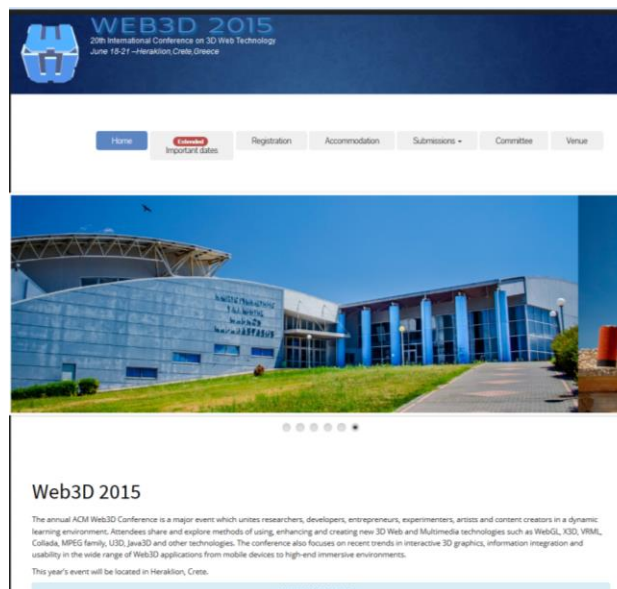 WEB3D 2015
20th International Conference on 3D Web Technology
June 18-21 –Heraklion,Crete,Greece
Home
Extended
Important dates
Registration
Accommodation
Submissions
Committee
Venue
Web3D 2015
The annual ACM Web3D Conference is a major event which unites researchers, developers, entrepreneurs, experimenters, artists and content creators in a dynamic
learning environment. Attendees share and explore methods of using, enhancing and creating new 3D Web and Multimedia technologies such as WebGL, X3D, VRML,
Collada, MPEG family, U3D, Java3D and other technologies. The conference also focuses on recent trends in interactive 3D graphics, information integration and
usability in the wide range of Web3D applications from mobile devices to high-end immersive environments.
This year's event will be located in Heraklion, Crete.